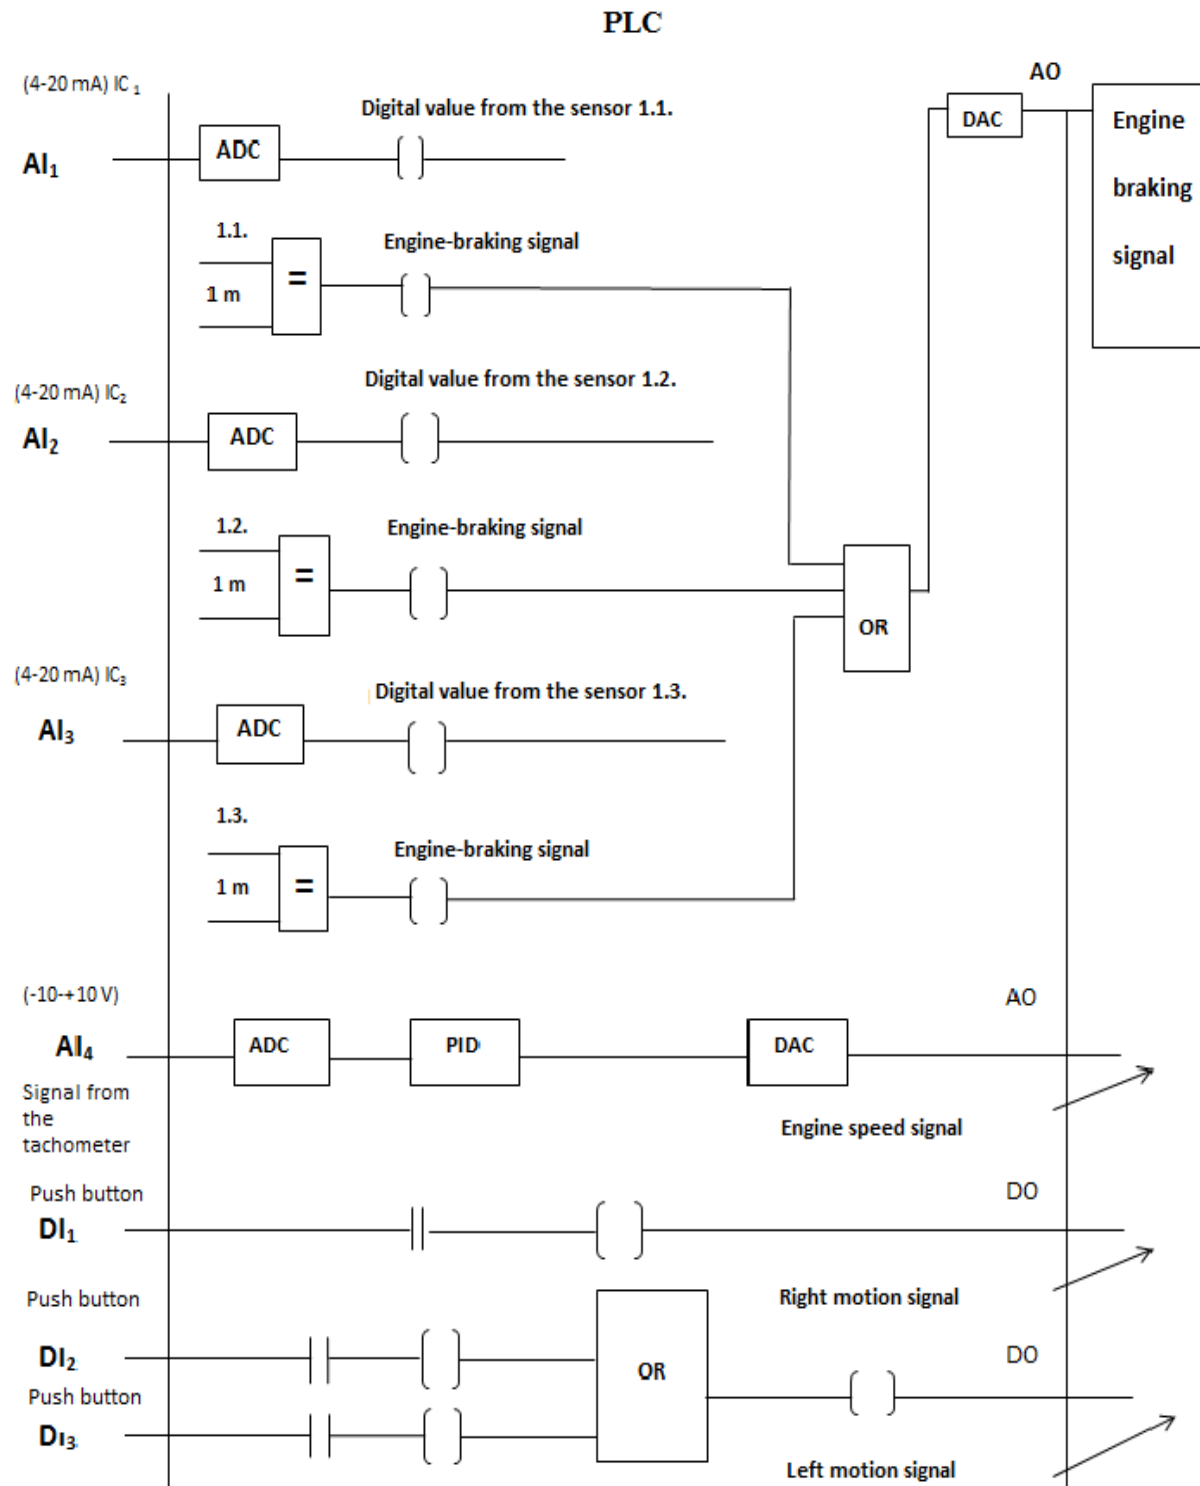 PLC
(4-20 mA) IC 1
AO
Digital value from the sensor 1.1.
DAC
Engine
braking
signal
ADC
AI1
1.1.
Engine-braking signal
=
1 m
Digital value from the sensor 1.2.
(4-20 mA) IC2
ADC
AI2
1.2.
Engine-braking signal
=
1 m
OR
(4-20 mA) IC3
Digital value from the sensor 1.3.
AI3
ADC
1.3.
Engine-braking signal
1 m
=
(-10-+10 V)
AO
AI4
ADC
PID
DAC
Signal from
the
tachometer
Engine speed signal
Push button
DO
DI1
Push button
Right motion signal
DI2
DO
OR
Push button
DI3
Left motion signal